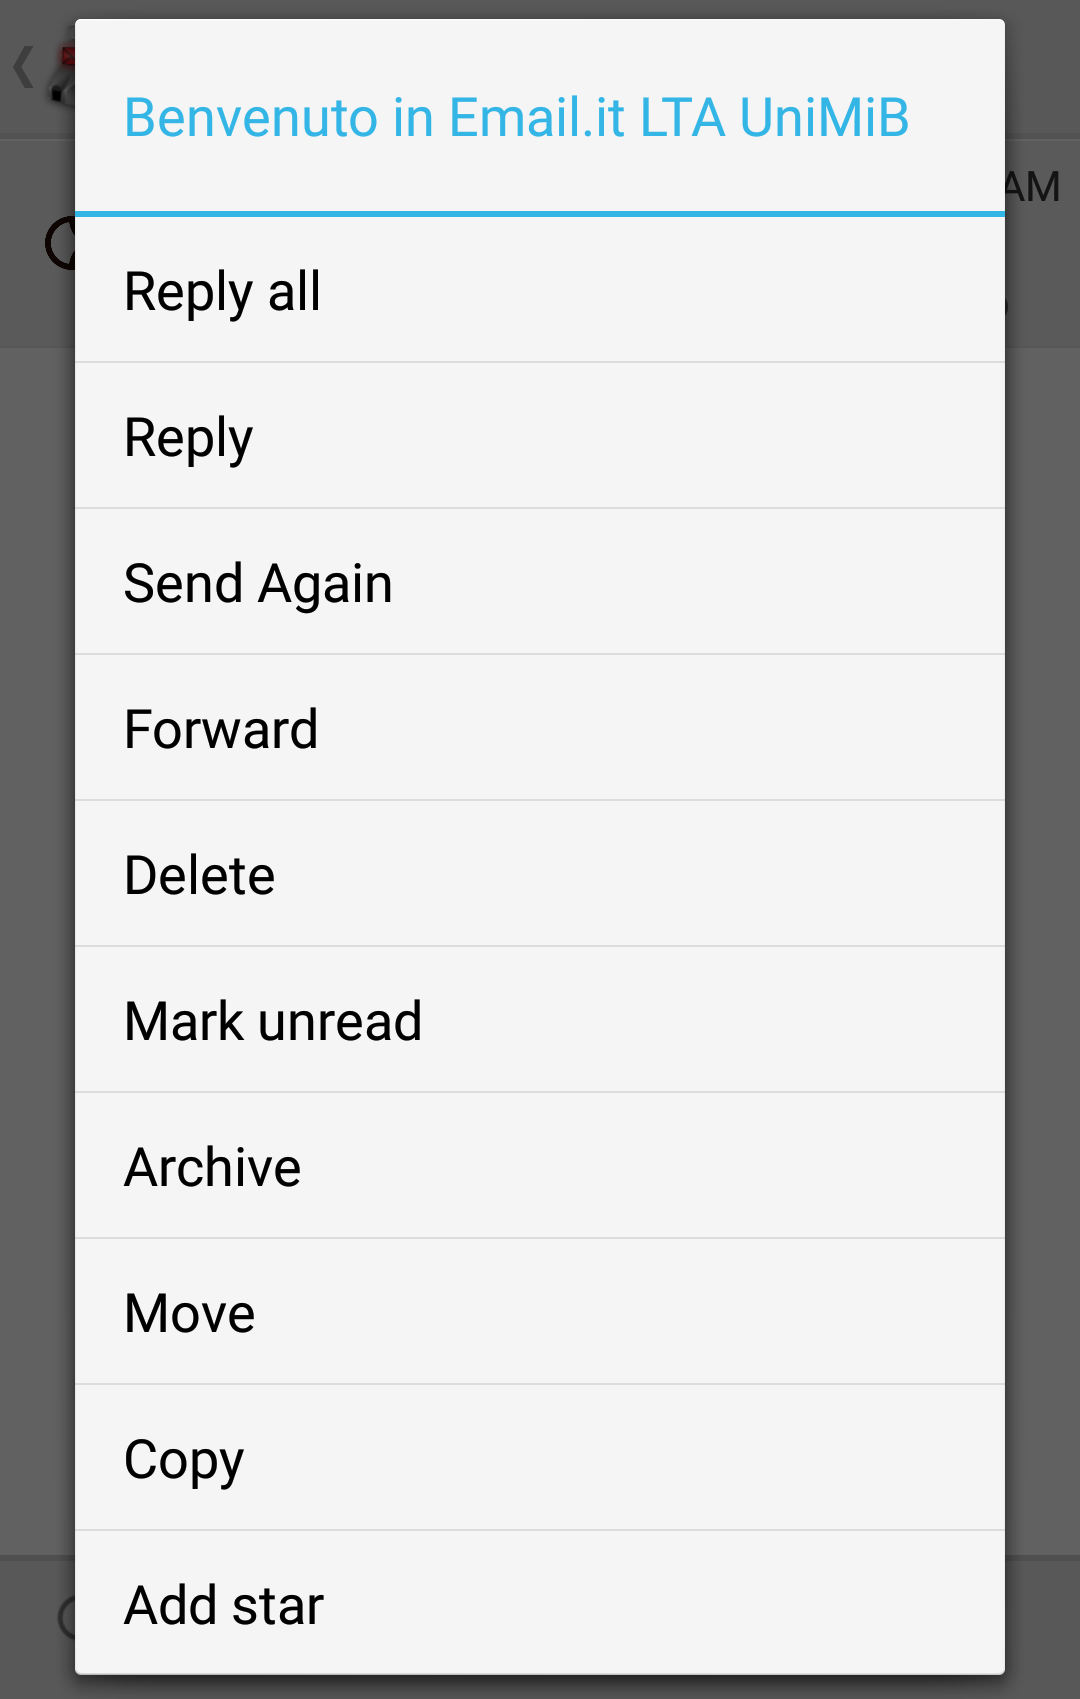 Benvenuto in Email.it LTA UniMiB
AM
Reply all
Reply
Send Again
Forward
Delete
Mark unread
Archive
Move
Copy
Add star